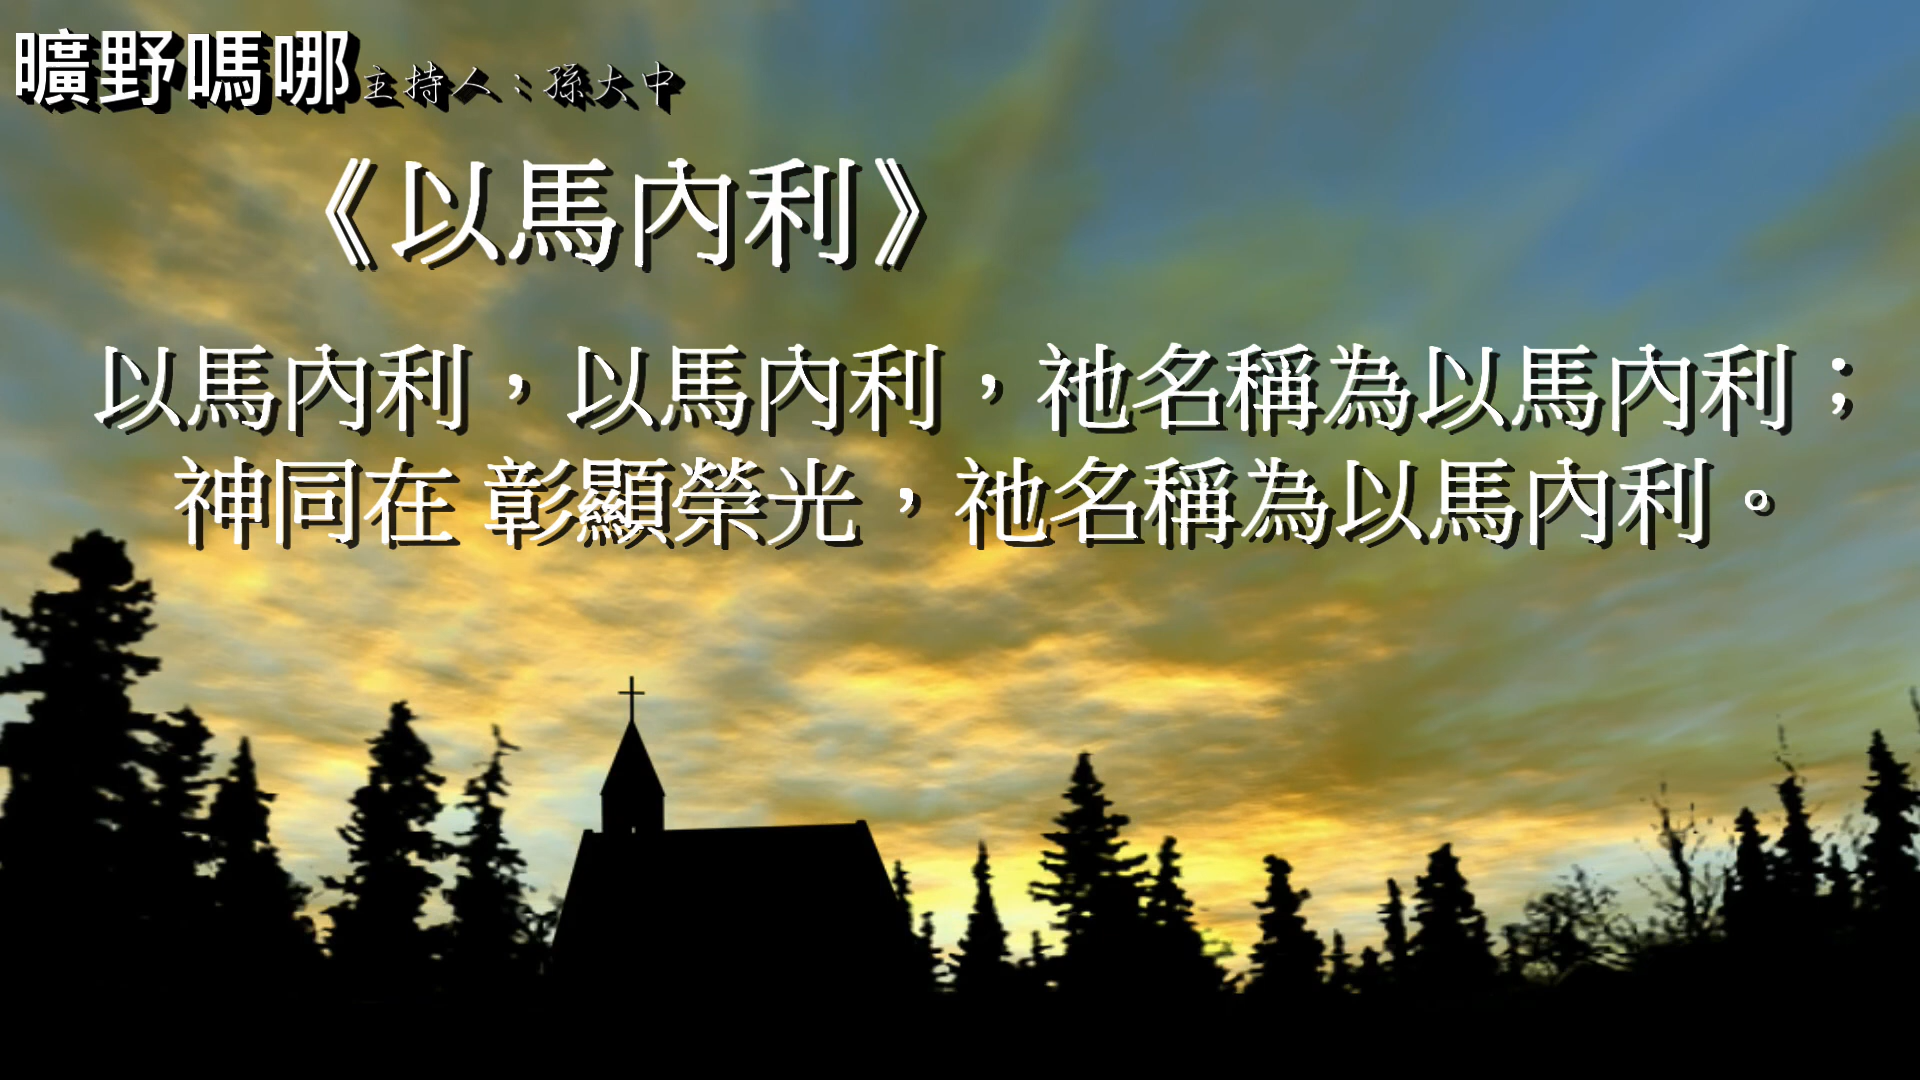 曠野嗎哪主持人：孫大中
《以馬內利》
以馬內利，以馬內利，祂名稱為以馬內利；
神同在 彰顯榮光，祂名稱為以馬內利。